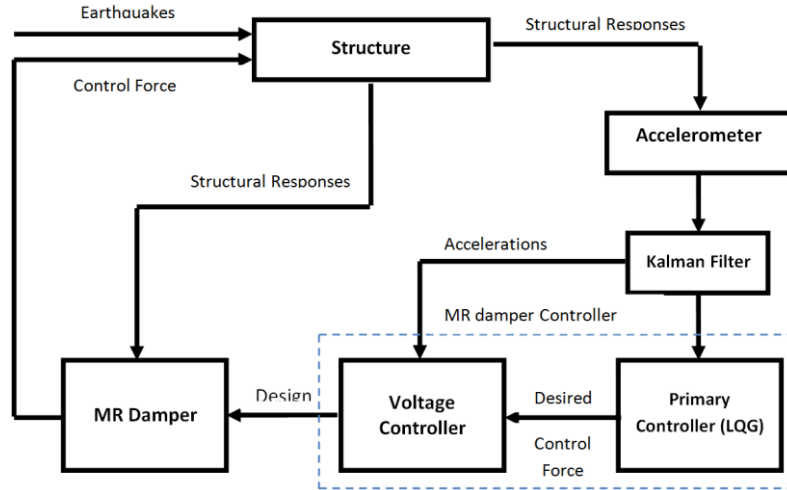 Earthquakes
Structure
Structural Responses
Control Force
Accelerometer
Structural Responses
Accelerations
Kalman Filter
MR damper Controller
MR Damper
Design
Voltage
Controller
Desired
Control
Force
Primary
Controller (LQG)